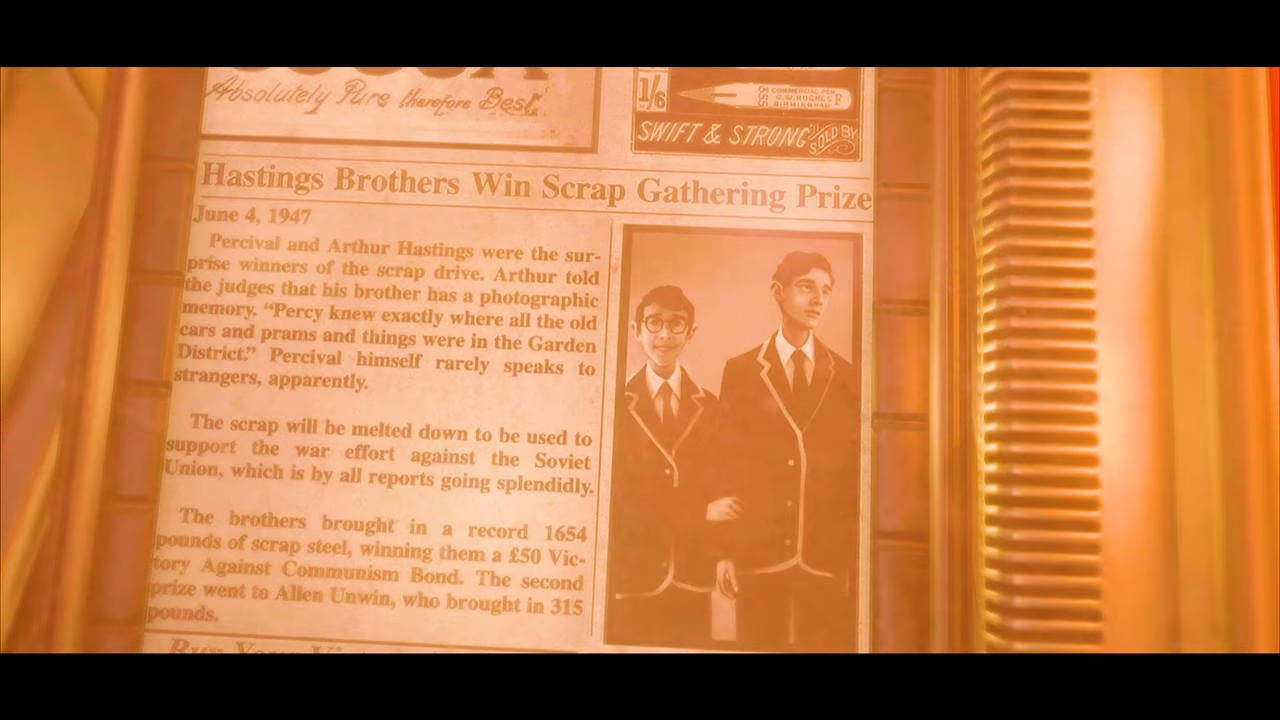 Absolutely Pure therefore Best.
1/6
COMMERCIAL PEN
G.W.HUGHES
BIRMINGHAM
SWIFT & STRONG SOLD BY
Hastings Brothers Win Scrap Gathering Prize
June 4, 1947
Percival and Arthur Hastings were the sur-
prise winners of the scrap drive. Arthur told
the judges that his brother has a photographic
memory. “Percy knew exactly where all the old
cars and prams and things were in the Garden
District.” Percival himself rarely speaks to
strangers, apparently.
The scrap will be melted down to be used to
support the war effort against the Soviet
Union, which is by all reports going splendidly.
The brothers brought in a record 1654
pounds of scrap steel, winning them a £50 Vic-
tory Against Communism Bond. The second
prize went to Allen Unwin, who brought in 315
pounds.